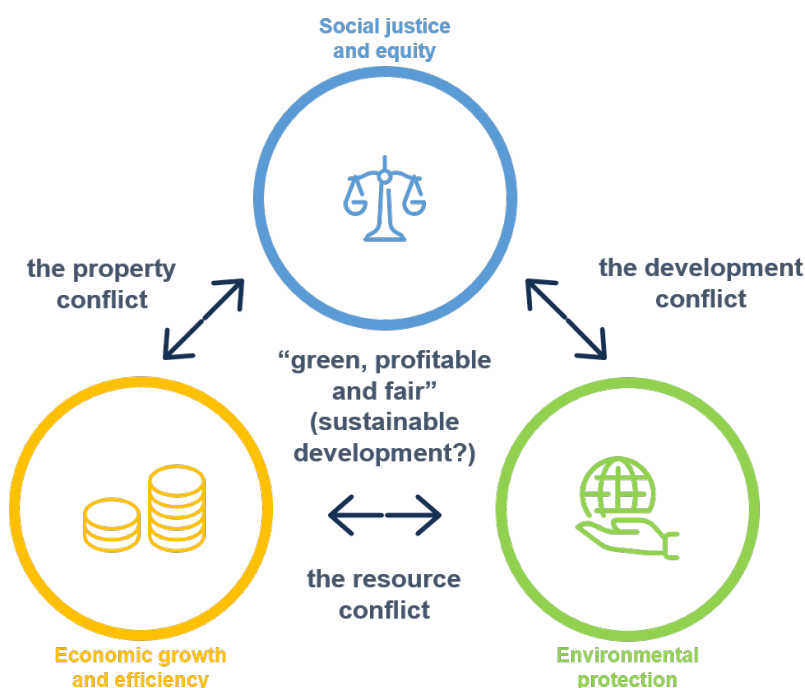 Social justice
and equity
the property
conflict
the development
conflict
“green, profitable
and fair”
(sustainable
development?)
the resource
conflict
Economic growth
and efficiency
Environmental
protection